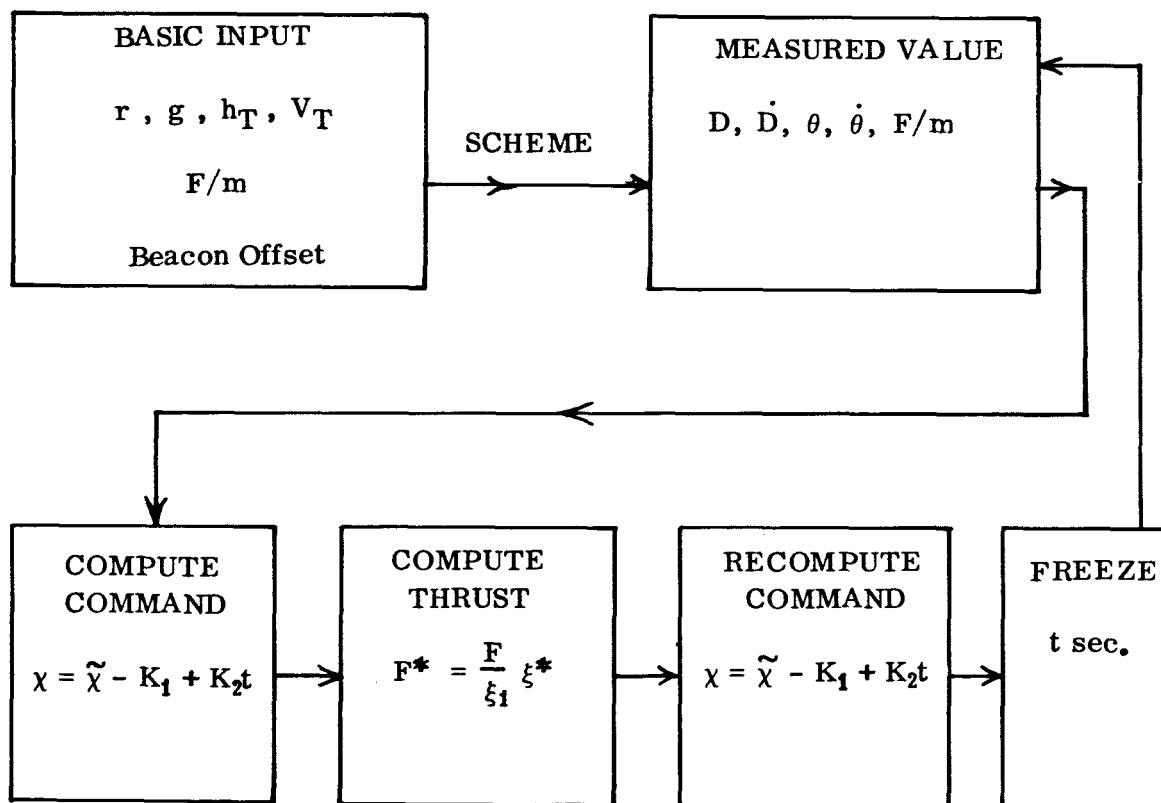 BASIC INPUT
r , g , h_T , V_T
F/m
Beacon Offset
SCHEME
MEASURED VALUE
D, Ḋ, θ, θ̇, F/m
COMPUTE
COMMAND
χ = χ̃ - K₁ + K₂t
COMPUTE
THRUST
F* = F/ξ₁ ξ*
RECOMPUTE
COMMAND
χ = χ̃ - K₁ + K₂t
FREEZE
t sec.